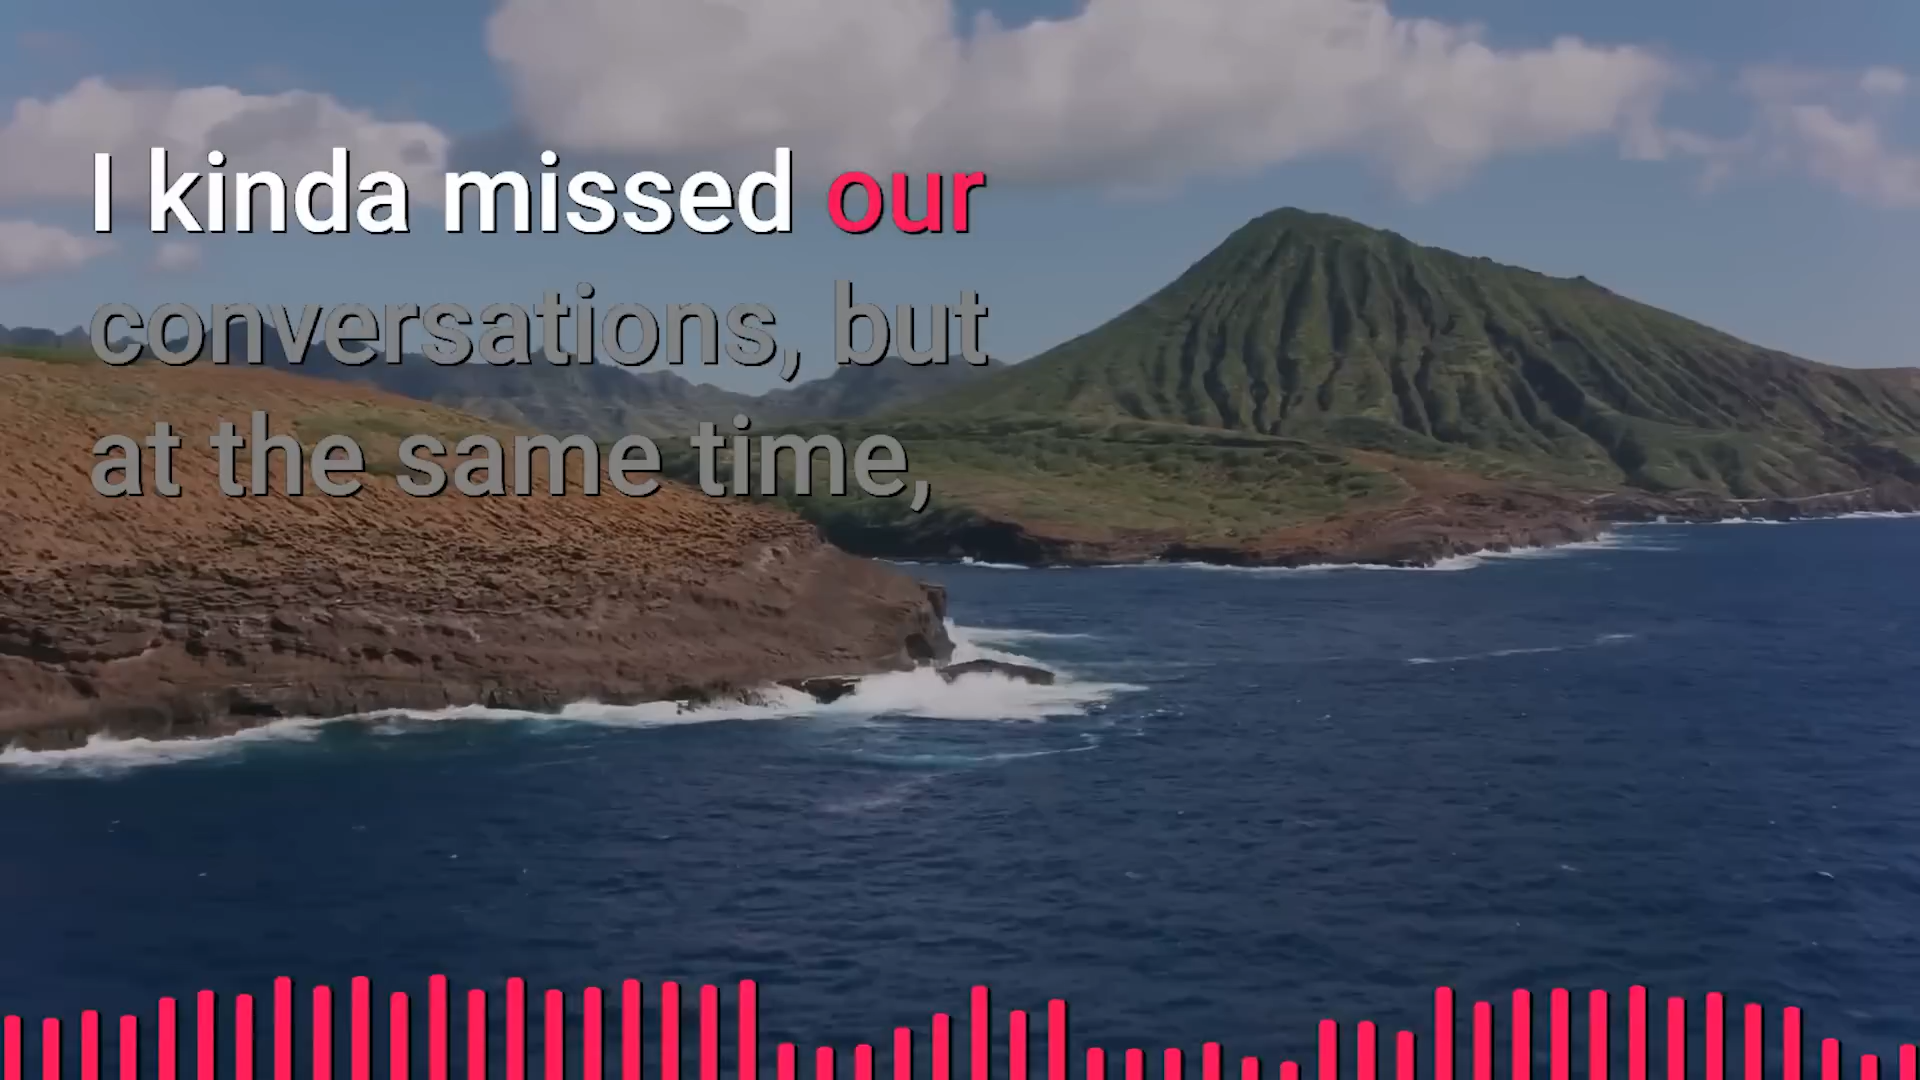 I kinda missed our
conversations, but
at the same time,